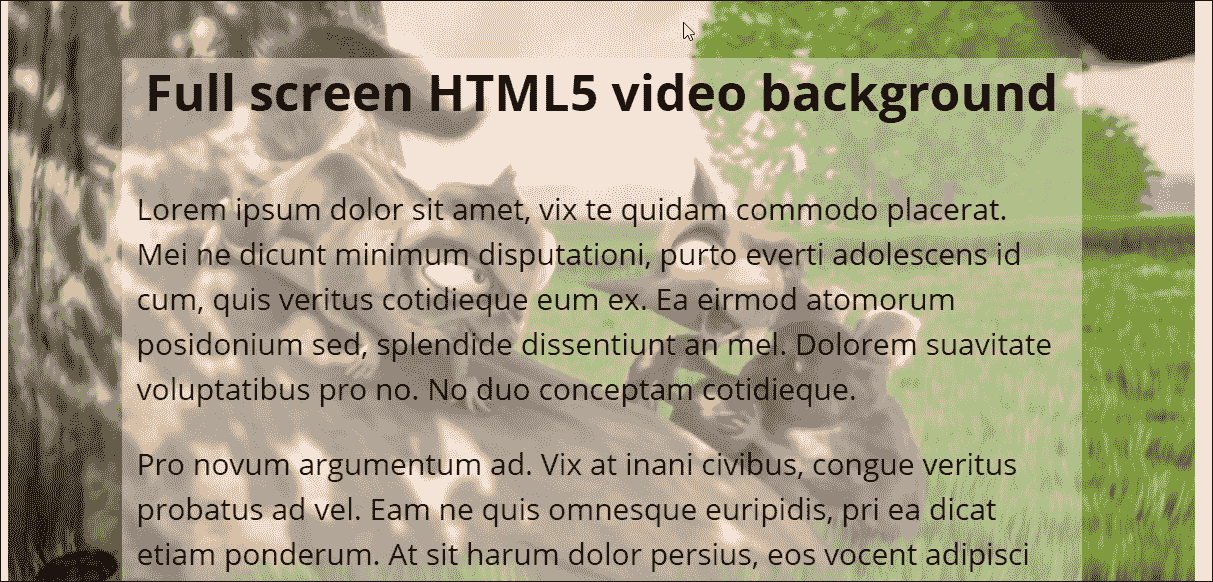 Full screen HTML5 video background
Lorem ipsum dolor sit amet, vix te quidam commodo placerat.
Mei ne dicunt minimum disputationi, purto everti adolescens id
cum, quis veritus cotidieque eum ex. Ea eirmod atomorum
posidonium sed, splendide dissentiunt an mel. Dolorem suavitate
voluptatibus pro no. No duo conceptam cotidieque.
Pro novum argumentum ad. Vix at inani civibus, congue veritus
probatus ad vel. Eam ne quis omnesque euripidis, pri ea dicat
etiam ponderum. At sit harum dolor persius, eos vocent adipisci